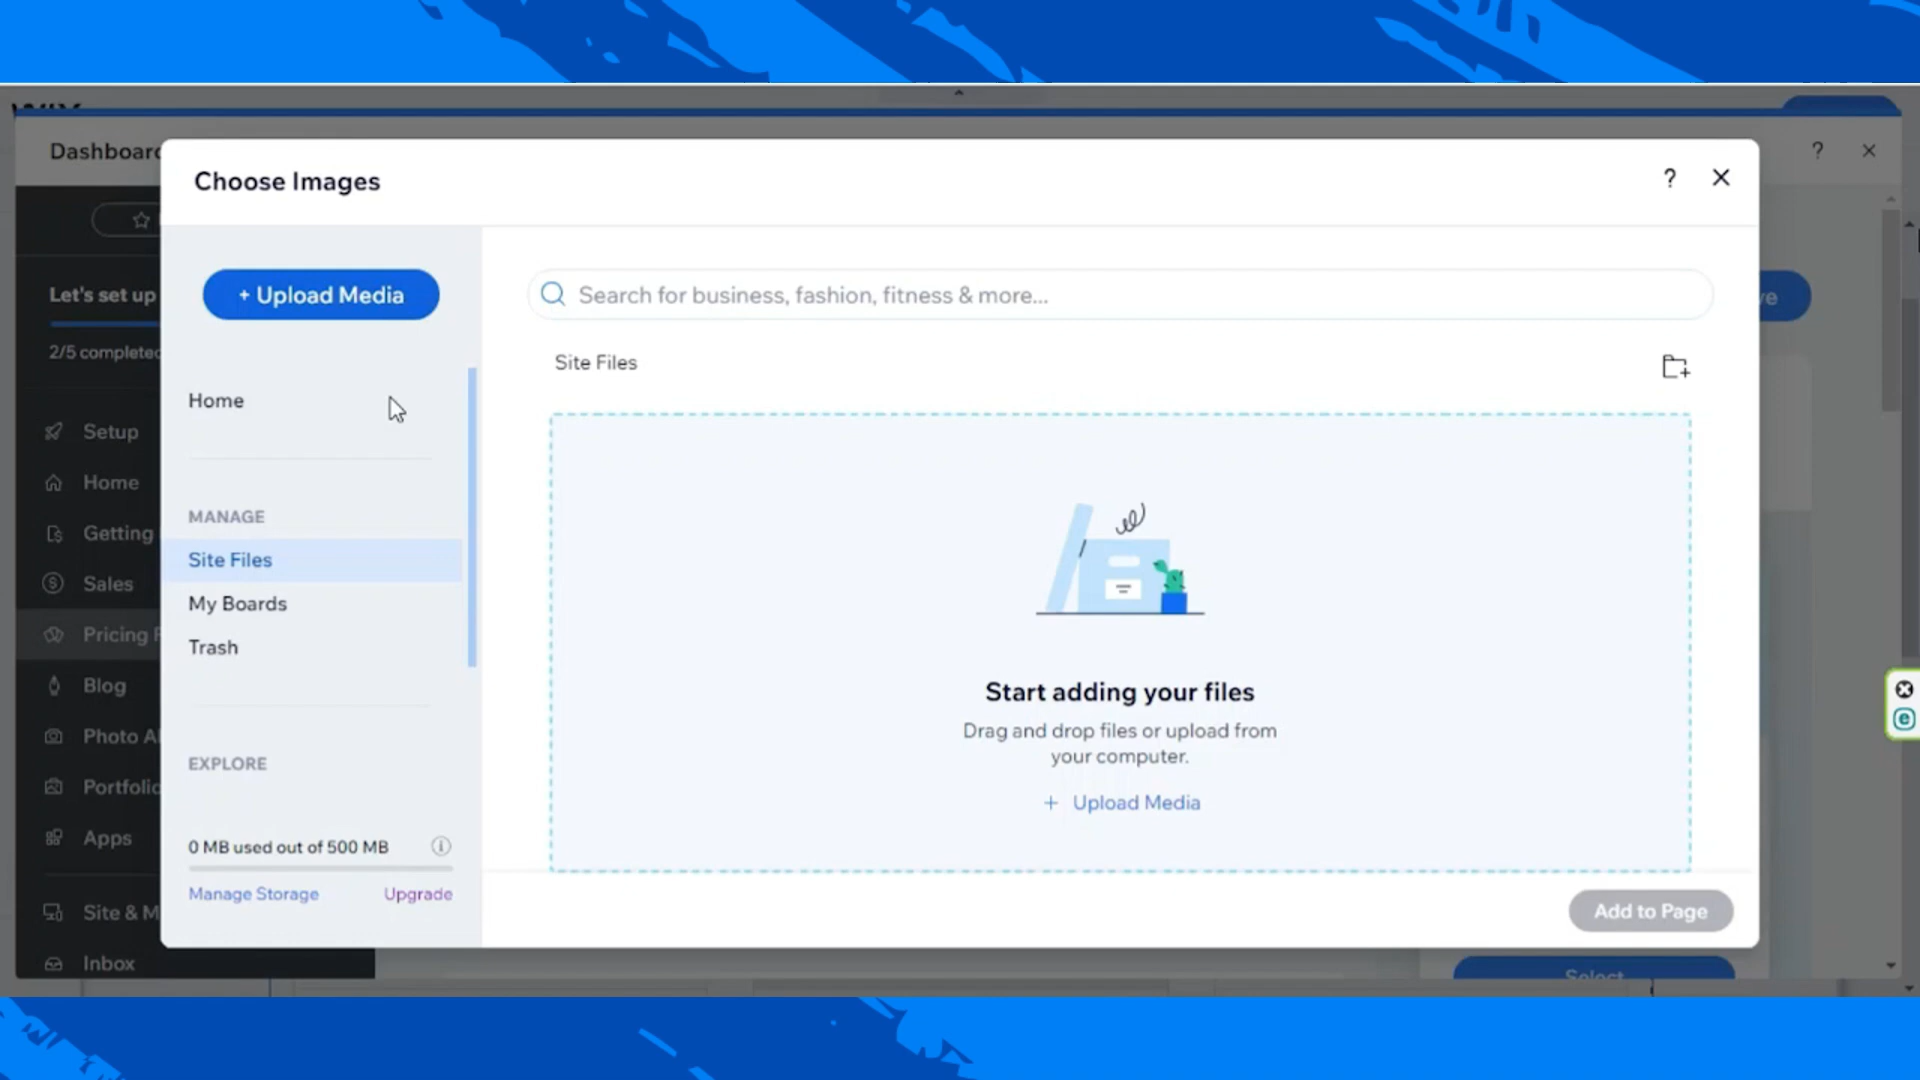 Dashboard
?
Choose Images
?
Let's set up
2/5 completed
Setup
Home
Getting
Sales
Pricing
Blog
Photo Al
Portfolio
Apps
Site & M
Inbox
+ Upload Media
Home
MANAGE
Site Files
My Boards
Trash
EXPLORE
0 MB used out of 500 MB
Manage Storage
Upgrade
Search for business, fashion, fitness & more...
Site Files
Start adding your files
Drag and drop files or upload from
your computer.
+ Upload Media
Add to Page
Select